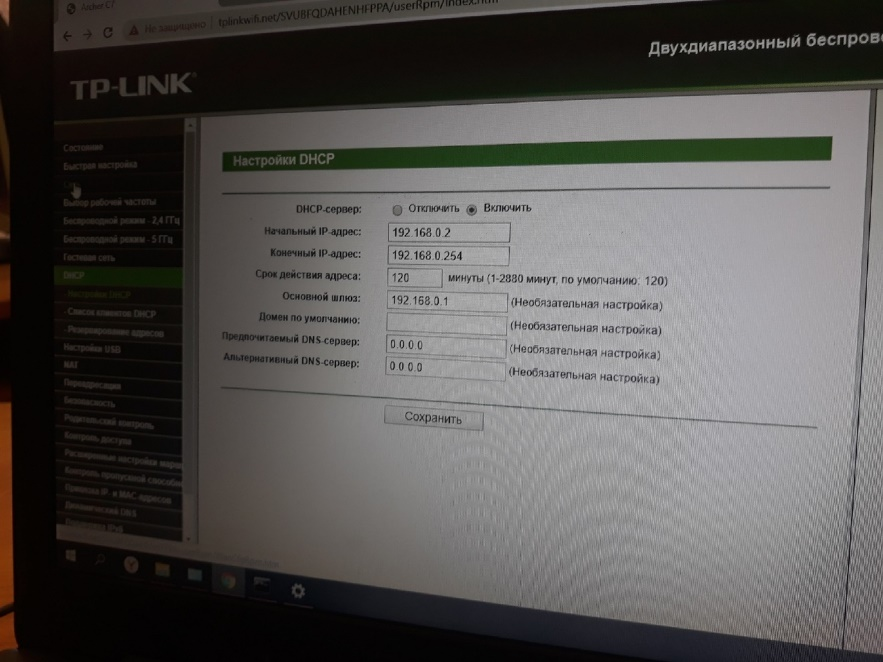 Archer C7
Не защищено | tplinkwifi.net/SVUBFQDAHENHFPPA/userRpm/Index.htm
Двухдиапазонный беспрово
TP-LINK
Состояние
Быстрая настройка
Сеть
Выбор рабочей частоты
Беспроводной режим - 2,4 ГГц
Беспроводной режим - 5 ГГц
Гостевая сеть
DHCP
- Настройки DHCP
- Список клиентов DHCP
- Резервирование адресов
Настройки USB
NAT
Переадресация
Безопасность
Родительский контроль
Контроль доступа
Расширенные настройки марш
Контроль пропускной способно
Привязка IP- и MAC-адресов
Динамический DNS
Настройки DHCP
DHCP-сервер: Отключить Включить
Начальный IP-адрес: 192.168.0.2
Конечный IP-адрес: 192.168.0.254
Срок действия адреса: 120 минуты (1-2880 минут, по умолчанию: 120)
Основной шлюз: 192.168.0.1 (Необязательная настройка)
Домен по умолчанию: (Необязательная настройка)
Предпочитаемый DNS-сервер: 0.0.0.0 (Необязательная настройка)
Альтернативный DNS-сервер: 0.0.0.0 (Необязательная настройка)
Сохранить